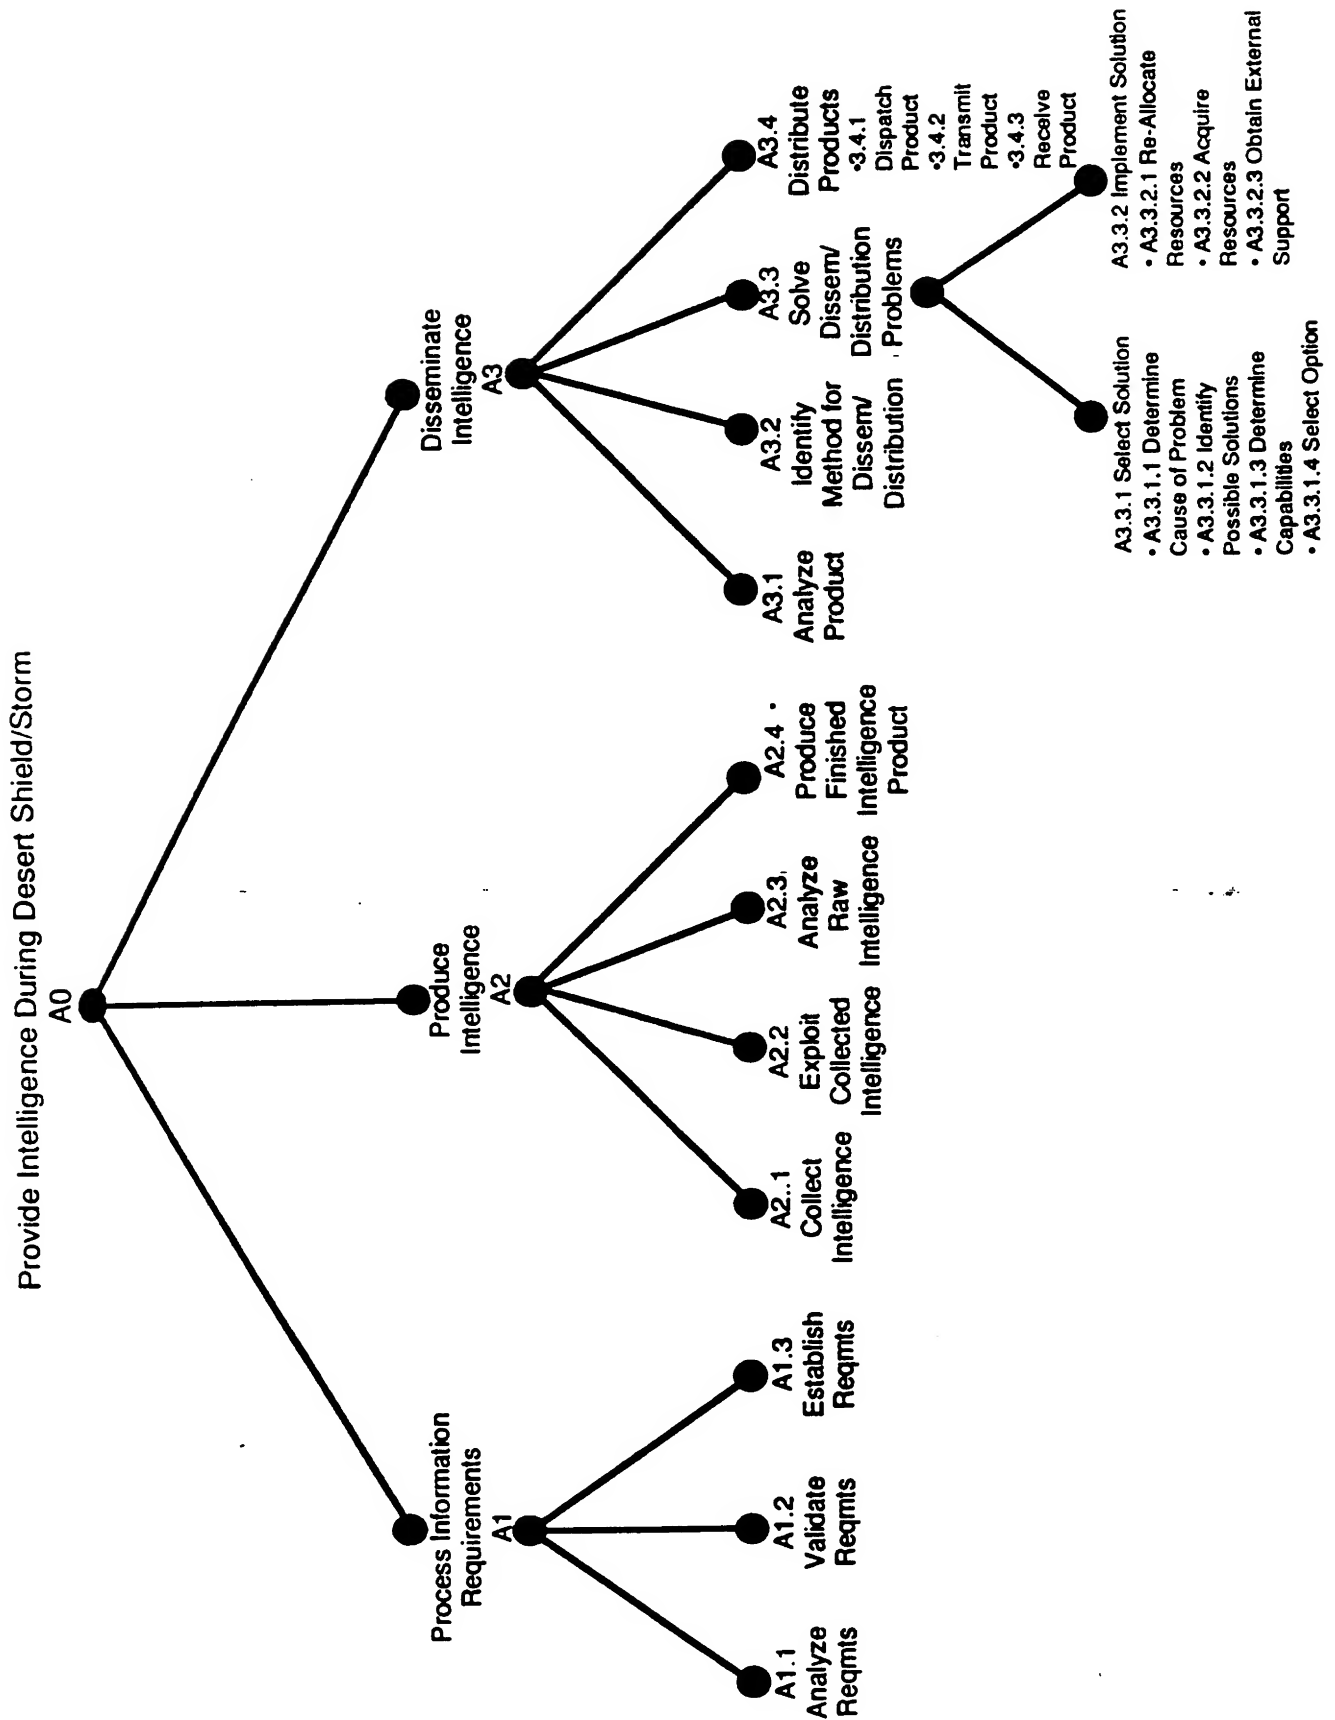 Provide Intelligence During Desert Shield/Storm
A0
Process Information
Requirements
A1
Produce
Intelligence
A2
Disseminate
Intelligence
A3
A1.1
Analyze
Reqmts
A1.2
Validate
Reqmts
A1.3
Establish
Reqmts
A2..1
Collect
Intelligence
A2.2
Exploit
Collected
Intelligence
A2.3
Analyze
Raw
Intelligence
A2.4
Produce
Finished
Intelligence
Product
A3.1
Analyze
Product
A3.2
Identify
Method for
Dissem/
Distribution
A3.3
Solve
Dissem/
Distribution
Problems
A3.4
Distribute
Products
•3.4.1
Dispatch
Product
•3.4.2
Transmit
Product
•3.4.3
Receive
Product
A3.3.1 Select Solution
• A3.3.1.1 Determine
Cause of Problem
• A3.3.1.2 Identify
Possible Solutions
• A3.3.1.3 Determine
Capabilities
• A3.3.1.4 Select Option
A3.3.2 Implement Solution
• A3.3.2.1 Re-Allocate
Resources
• A3.3.2.2 Acquire
Resources
• A3.3.2.3 Obtain External
Support